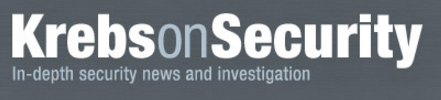 KrebsonSecurity
In-depth security news and investigation